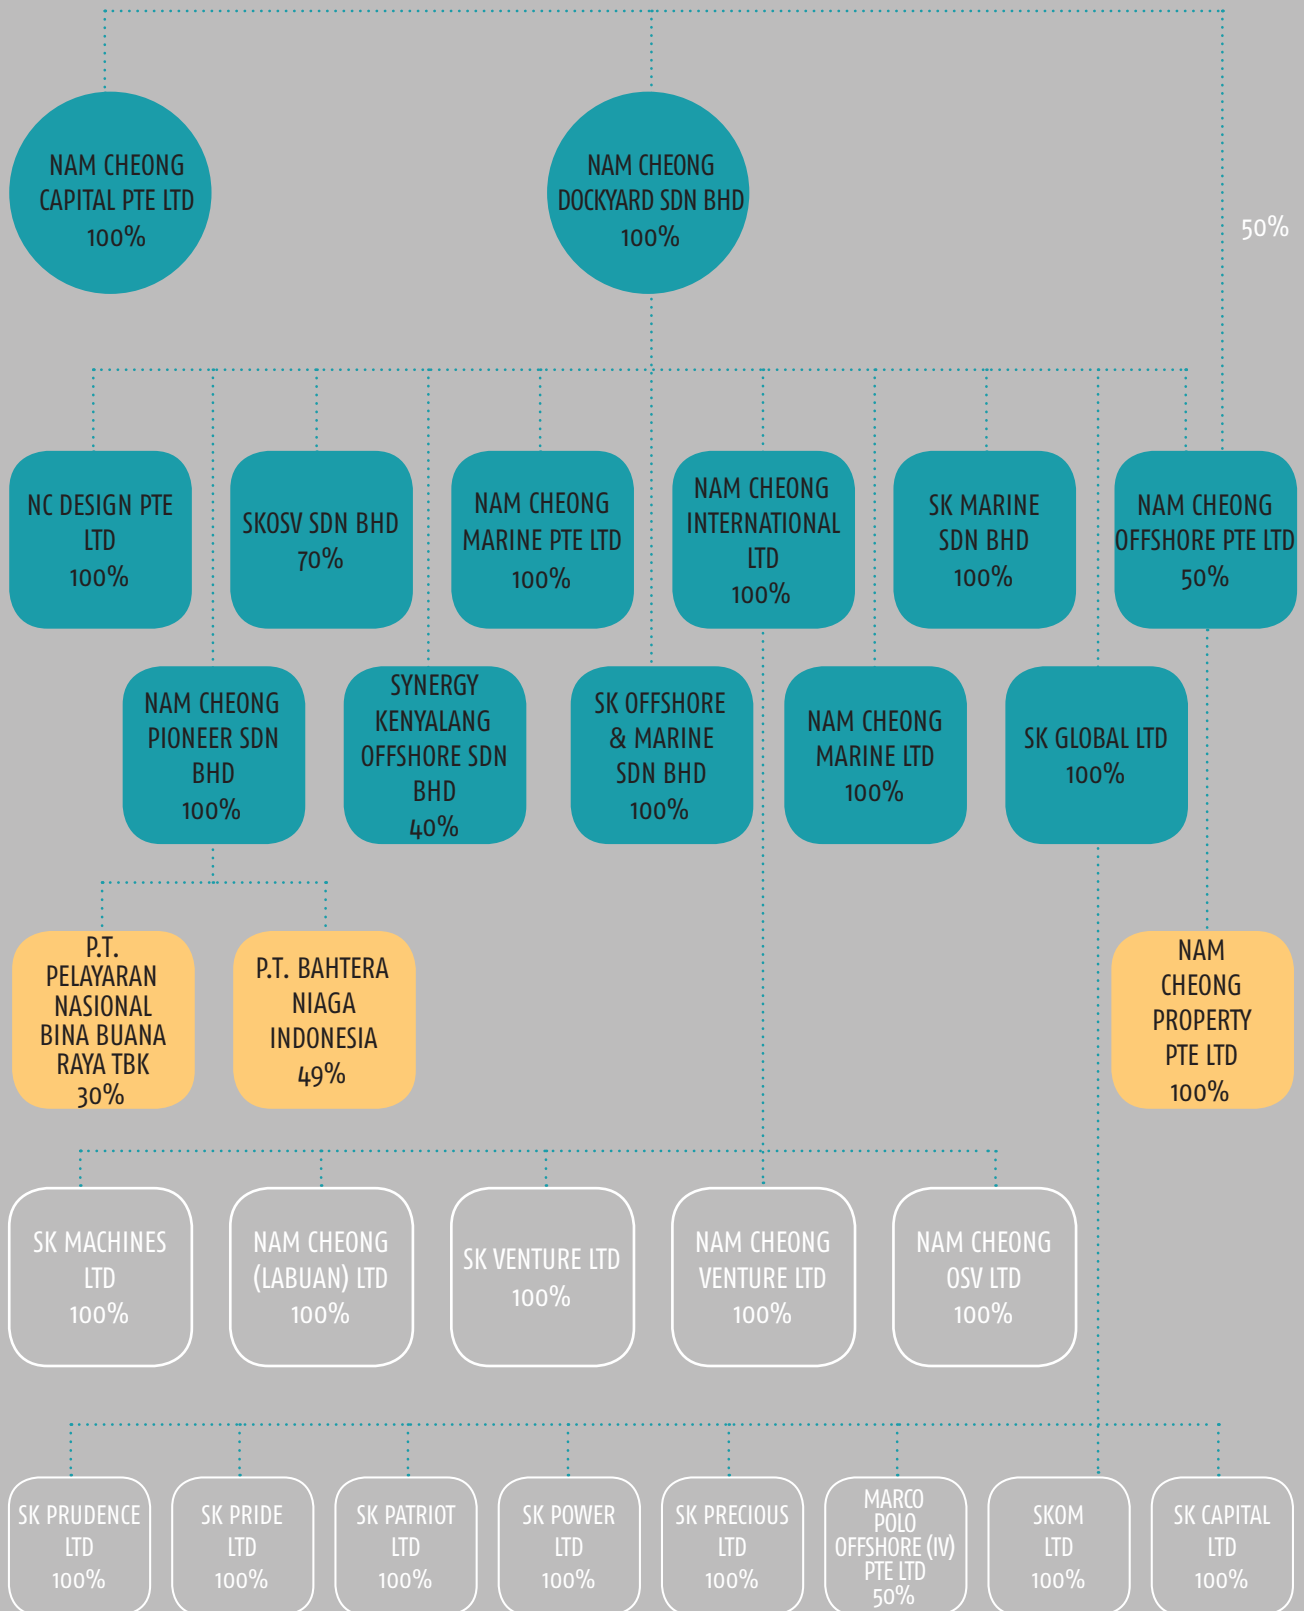 NAM CHEONG
CAPITAL PTE LTD
100%
NAM CHEONG
DOCKYARD SDN BHD
100%
50%
NC DESIGN PTE
LTD
100%
SKOSV SDN BHD
70%
NAM CHEONG
MARINE PTE LTD
100%
NAM CHEONG
INTERNATIONAL
LTD
100%
SK MARINE
SDN BHD
100%
NAM CHEONG
OFFSHORE PTE LTD
50%
NAM CHEONG
PIONEER SDN
BHD
100%
SYNERGY
KENYALANG
OFFSHORE SDN
BHD
40%
SK OFFSHORE
& MARINE
SDN BHD
100%
NAM CHEONG
MARINE LTD
100%
SK GLOBAL LTD
100%
P.T.
PELAYARAN
NASIONAL
BINA BUANA
RAYA TBK
30%
P.T. BAHTERA
NIAGA
INDONESIA
49%
NAM
CHEONG
PROPERTY
PTE LTD
100%
SK MACHINES
LTD
100%
NAM CHEONG
(LABUAN) LTD
100%
SK VENTURE LTD
100%
NAM CHEONG
VENTURE LTD
100%
NAM CHEONG
OSV LTD
100%
SK PRUDENCE
LTD
100%
SK PRIDE
LTD
100%
SK PATRIOT
LTD
100%
SK POWER
LTD
100%
SK PRECIOUS
LTD
100%
MARCO
POLO
OFFSHORE (IV)
PTE LTD
50%
SKOM
LTD
100%
SK CAPITAL
LTD
100%